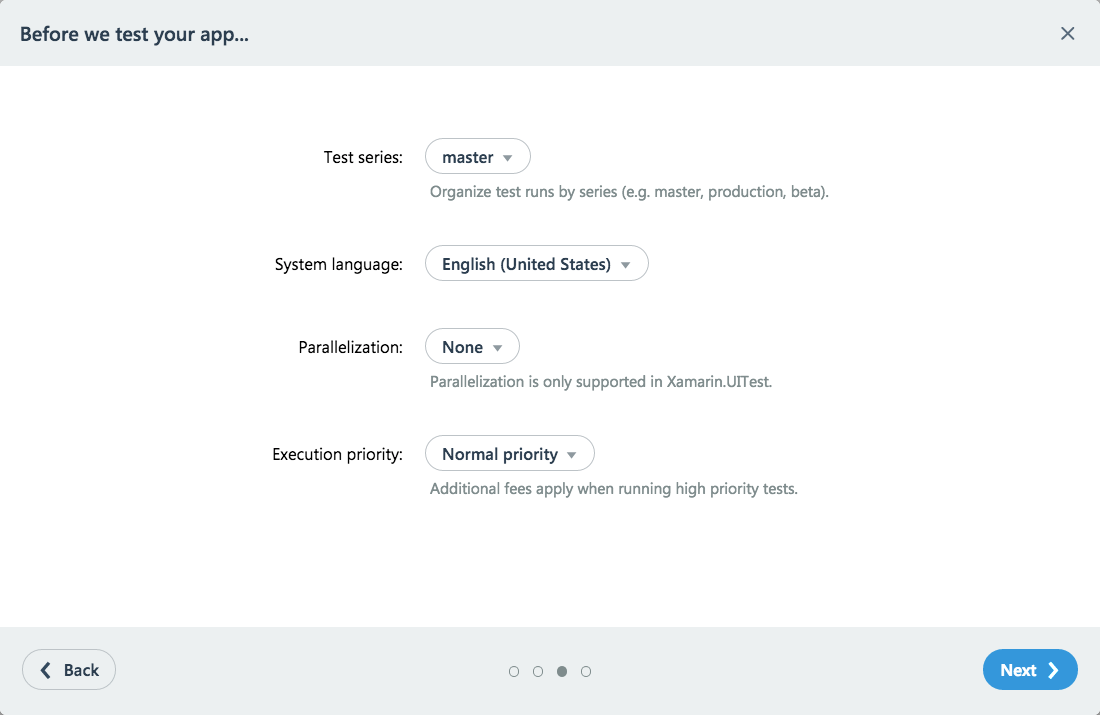 Before we test your app...
Test series: master
Organize test runs by series (e.g. master, production, beta).
System language: English (United States)
Parallelization: None
Parallelization is only supported in Xamarin.UITest.
Execution priority: Normal priority
Additional fees apply when running high priority tests.
Back Next